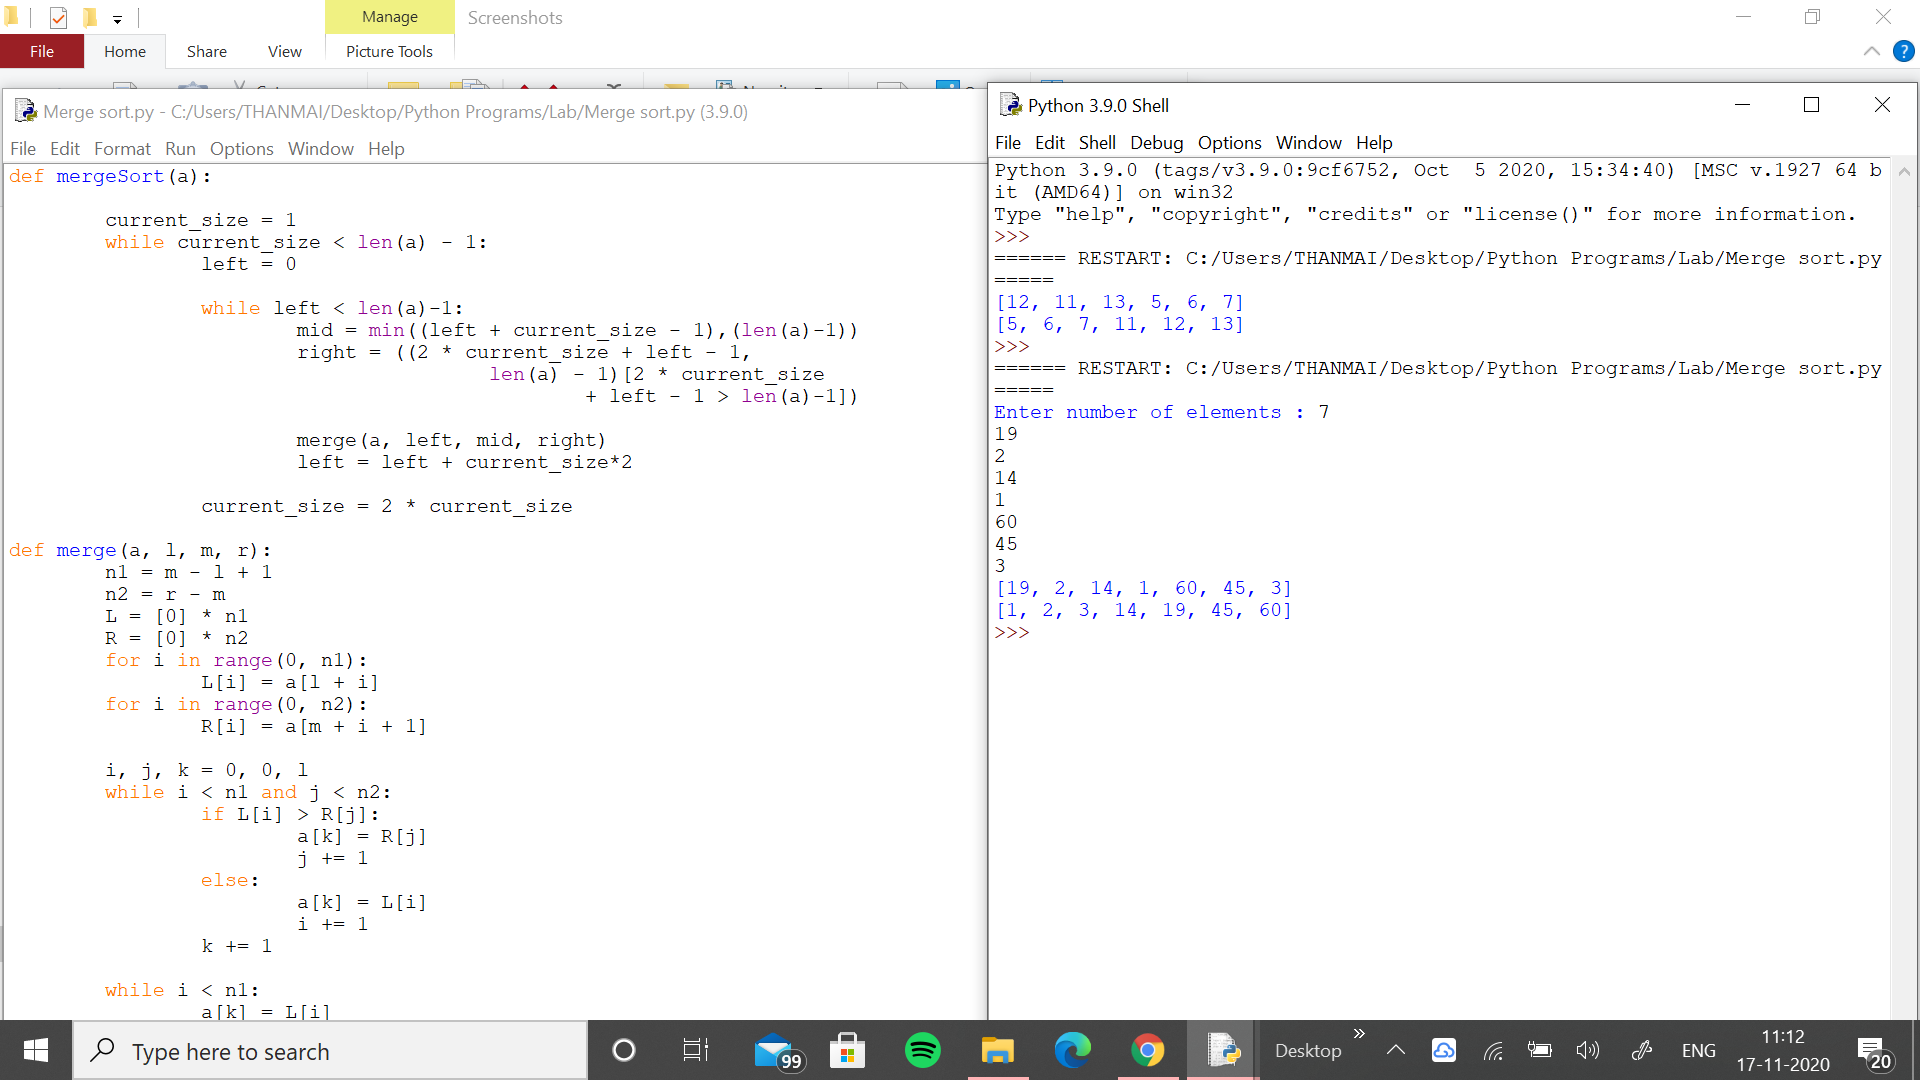 Manage
Screenshots
File
Home
Share
View
Picture Tools
Merge sort.py - C:/Users/THANMAI/Desktop/Python Programs/Lab/Merge sort.py (3.9.0)
File Edit Format Run Options Window Help
def mergeSort(a):
current_size = 1
while current_size < len(a) - 1:
left = 0
while left < len(a)-1:
mid = min((left + current_size - 1),(len(a)-1))
right = ((2 * current_size + left - 1,
len(a) - 1)[2 * current_size
+ left - 1 > len(a)-1])
merge(a, left, mid, right)
left = left + current_size*2
current_size = 2 * current_size
def merge(a, l, m, r):
n1 = m - l + 1
n2 = r - m
L = [0] * n1
R = [0] * n2
for i in range(0, n1):
L[i] = a[l + i]
for i in range(0, n2):
R[i] = a[m + i + 1]
i, j, k = 0, 0, l
while i < n1 and j < n2:
if L[i] > R[j]:
a[k] = R[j]
j += 1
else:
a[k] = L[i]
i += 1
k += 1
while i < n1:
a[k] = L[i]
Python 3.9.0 Shell
File Edit Shell Debug Options Window Help
Python 3.9.0 (tags/v3.9.0:9cf6752, Oct  5 2020, 15:34:40) [MSC v.1927 64 b
it (AMD64)] on win32
Type "help", "copyright", "credits" or "license()" for more information.
>>>
====== RESTART: C:/Users/THANMAI/Desktop/Python Programs/Lab/Merge sort.py
=====
[12, 11, 13, 5, 6, 7]
[5, 6, 7, 11, 12, 13]
>>>
====== RESTART: C:/Users/THANMAI/Desktop/Python Programs/Lab/Merge sort.py
=====
Enter number of elements : 7
19
2
14
1
60
45
3
[19, 2, 14, 1, 60, 45, 3]
[1, 2, 3, 14, 19, 45, 60]
>>>
Type here to search
99
Desktop
ENG
11:12
17-11-2020
20